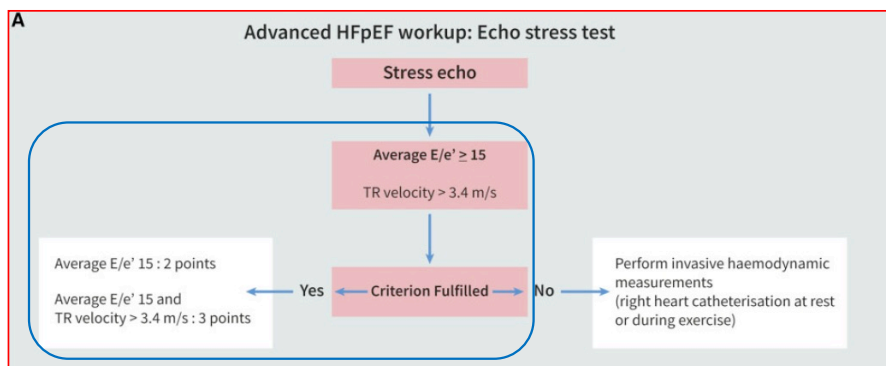 A
Advanced HFpEF workup: Echo stress test
Stress echo
Average E/e' ≥ 15
TR velocity > 3.4 m/s
Average E/e' 15 : 2 points
Average E/e' 15 and
TR velocity > 3.4 m/s : 3 points
Yes
Criterion Fulfilled
No
Perform invasive haemodynamic
measurements
(right heart catheterisation at rest
or during exercise)